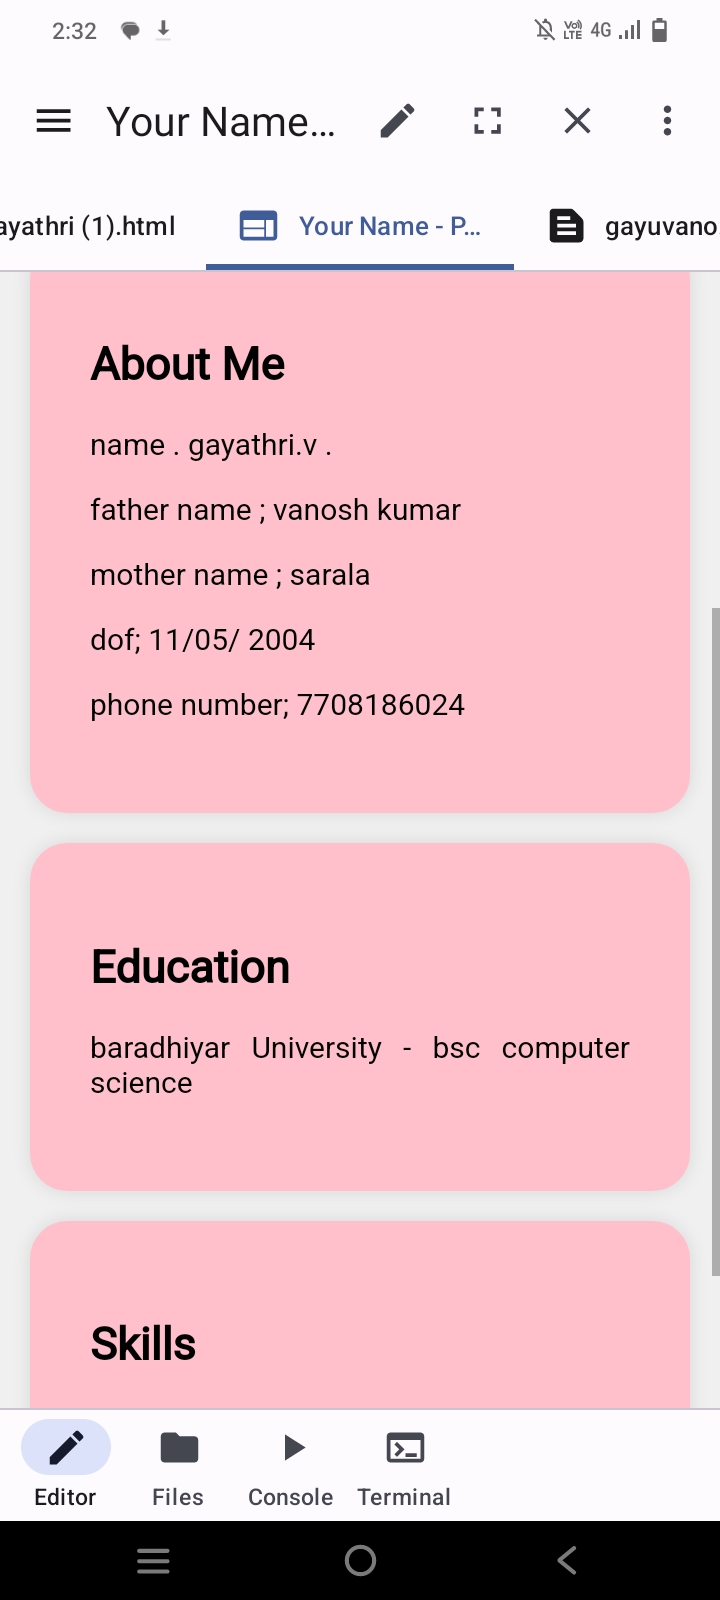 2:32 Vo) LTE 4G
Your Name...
ayathri (1).html Your Name - P... gayuvano
About Me
name . gayathri.v .
father name ; vanosh kumar
mother name ; sarala
dof; 11/05/ 2004
phone number; 7708186024
Education
baradhiyar University - bsc computer
science
Skills
Editor Files Console Terminal